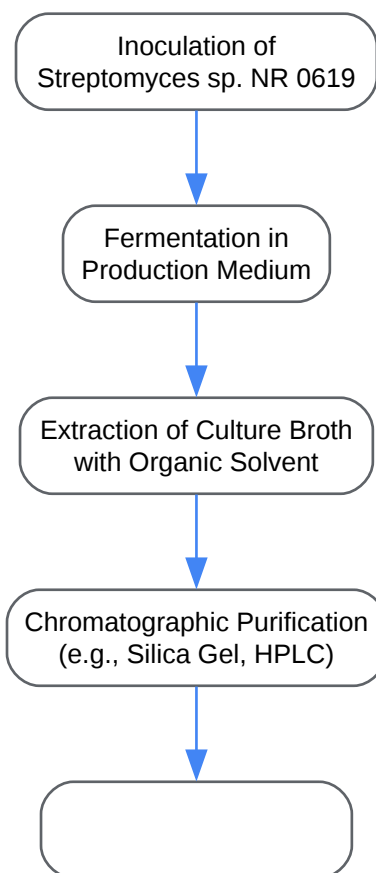 Inoculation of
Streptomyces sp. NR 0619
Fermentation in
Production Medium
Extraction of Culture Broth
with Organic Solvent
Chromatographic Purification
(e.g., Silica Gel, HPLC)